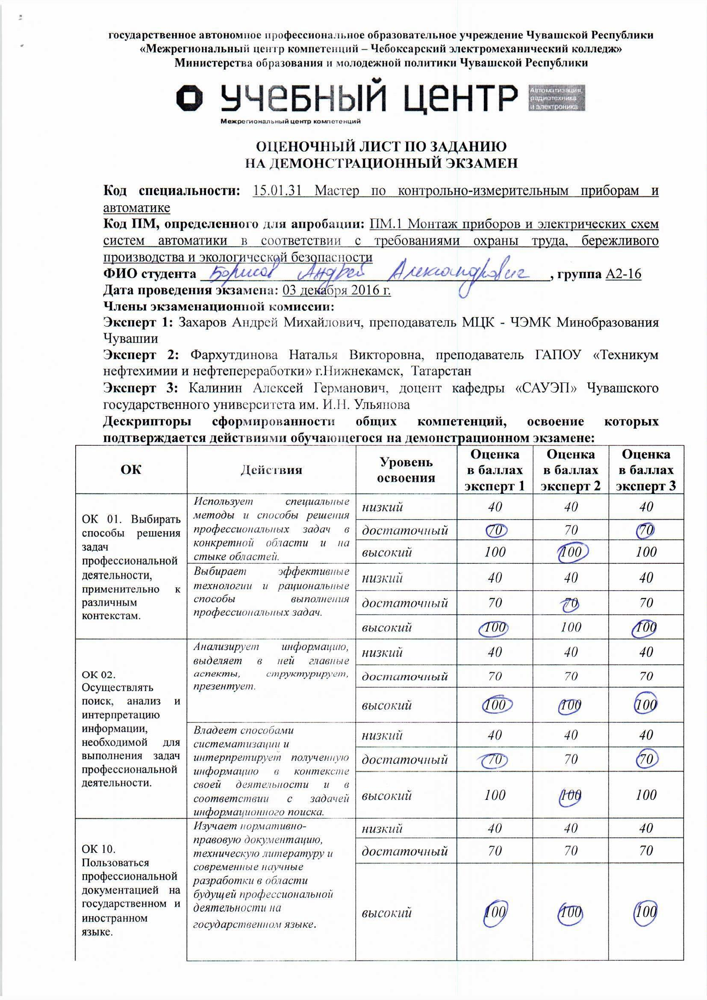 государственное автономное профессиональное образовательное учреждение Чувашской Республики
«Межрегиональный центр компетенций – Чебоксарский электромеханический колледж»
Министерства образования и молодежной политики Чувашской Республики
УЧЕБНЫЙ ЦЕНТР
Автоматизация,
радиотехника
и электроника
Межрегиональный центр компетенций
ОЦЕНОЧНЫЙ ЛИСТ ПО ЗАДАНИЮ
НА ДЕМОНСТРАЦИОННЫЙ ЭКЗАМЕН
Код специальности: 15.01.31 Мастер по контрольно-измерительным приборам и
автоматике
Код ПМ, определенного для апробации: ПМ.1 Монтаж приборов и электрических схем
систем автоматики в соответствии с требованиями охраны труда, бережливого
производства и экологической безопасности
ФИО студента Борисов Андрей Александрович, группа А2-16
Дата проведения экзамена: 03 декабря 2016 г.
Члены экзаменационной комиссии:
Эксперт 1: Захаров Андрей Михайлович, преподаватель МЦК - ЧЭМК Минобразования
Чувашии
Эксперт 2: Фархутдинова Наталья Викторовна, преподаватель ГАПОУ «Техникум
нефтехимии и нефтепереработки» г.Нижнекамск, Татарстан
Эксперт 3: Калинин Алексей Германович, доцент кафедры «САУЭП» Чувашского
государственного университета им. И.Н. Ульянова
Дескрипторы сформированности общих компетенций, освоение которых
подтверждается действиями обучающегося на демонстрационном экзамене:
ОК
Действия
Уровень
освоения
Оценка
в баллах
эксперт 1
Оценка
в баллах
эксперт 2
Оценка
в баллах
эксперт 3
ОК 01. Выбирать
способы решения
задач
профессиональной
деятельности,
применительно к
различным
контекстам.
Использует специальные
методы и способы решения
профессиональных задач в
конкретной области и на
стыке областей.
низкий 40 40 40
достаточный 70 70 70
высокий 100 100 100
Выбирает эффективные
технологии и рациональные
способы выполнения
профессиональных задач.
низкий 40 40 40
достаточный 70 70 70
высокий 100 100 100
ОК 02.
Осуществлять
поиск, анализ и
интерпретацию
информации,
необходимой для
выполнения задач
профессиональной
деятельности.
Анализирует информацию,
выделяет в ней главные
аспекты, структурирует,
презентует.
низкий 40 40 40
достаточный 70 70 70
высокий 100 100 100
Владеет способами
систематизации и
интерпретирует полученную
информацию в контексте
своей деятельности и в
соответствии с задачей
информационного поиска.
низкий 40 40 40
достаточный 70 70 70
высокий 100 100 100
ОК 10.
Пользоваться
профессиональной
документацией на
государственном и
иностранном
языке.
Изучает нормативно-
правовую документацию,
техническую литературу и
современные научные
разработки в области
будущей профессиональной
деятельности на
государственном языке.
низкий 40 40 40
достаточный 70 70 70
высокий 100 100 100